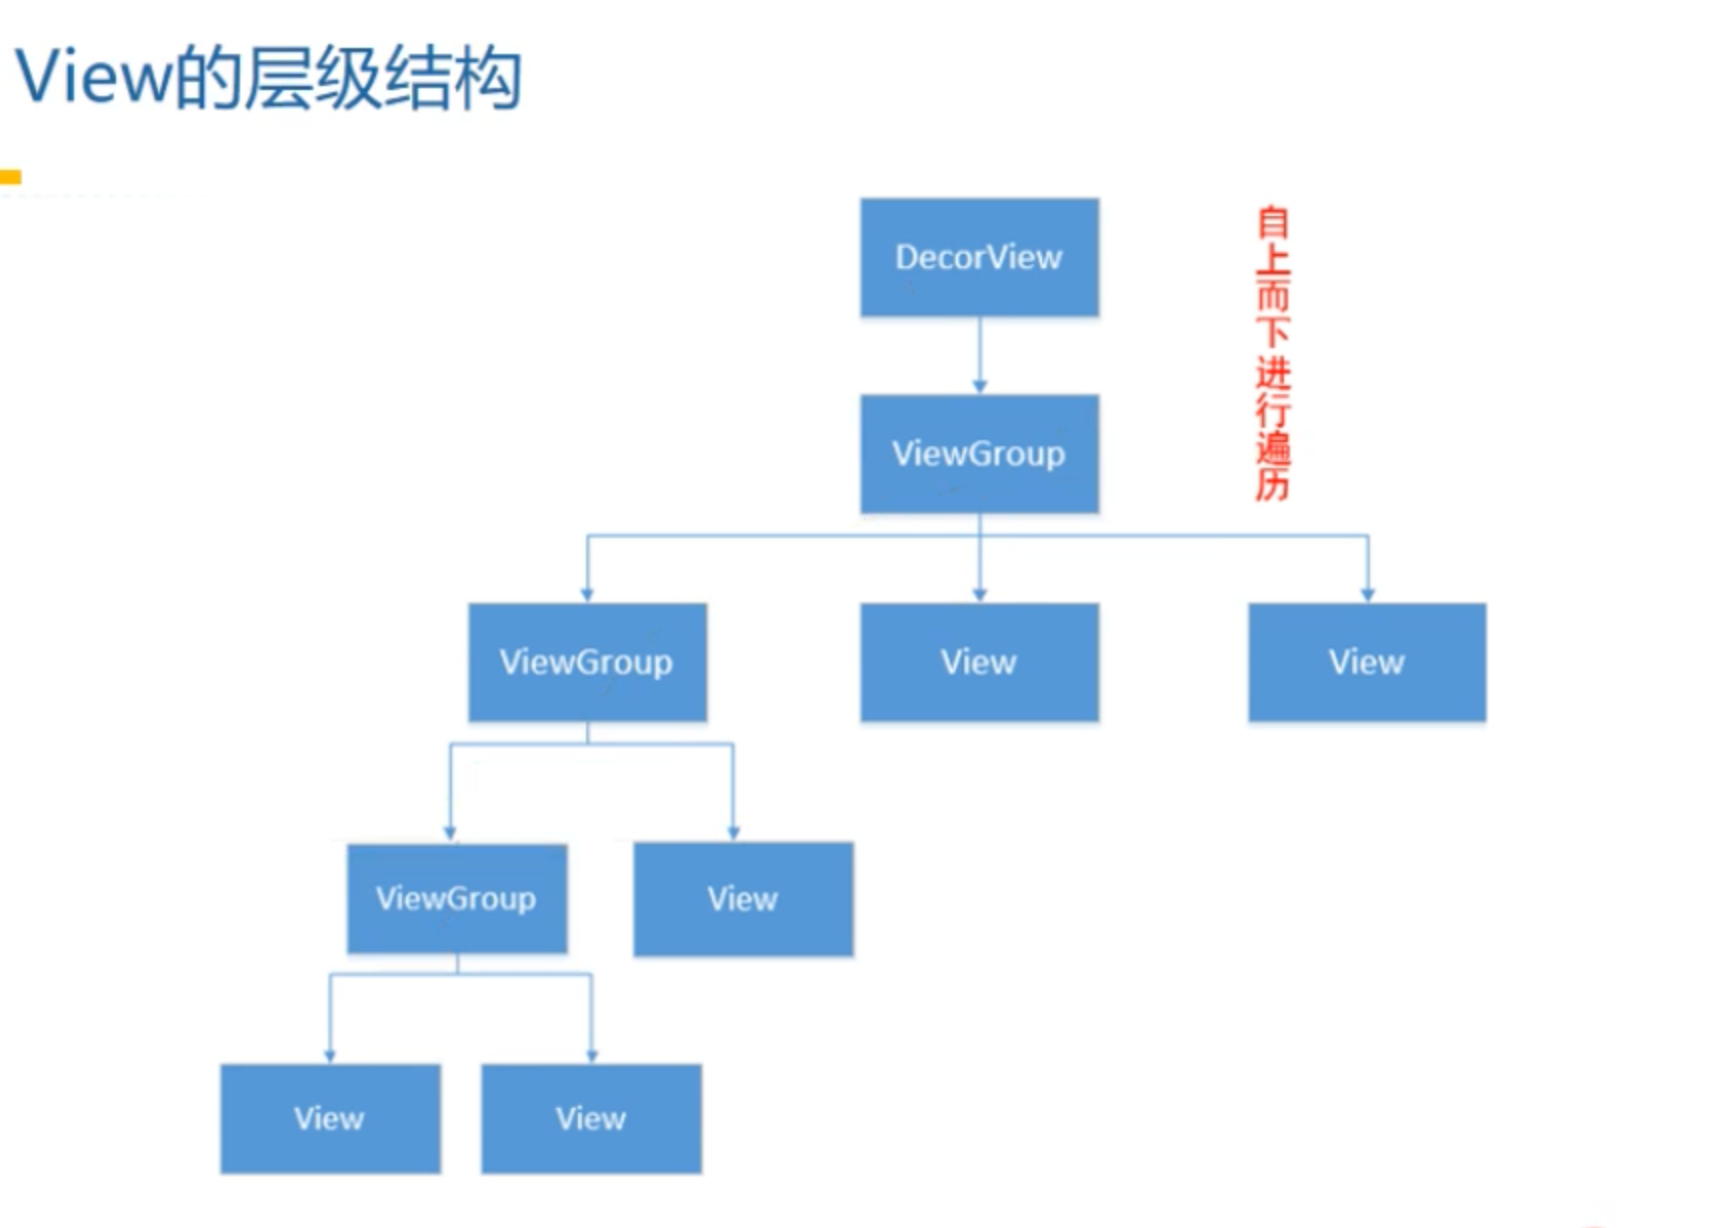 View的层级结构
DecorView
自上而下进行遍历
ViewGroup
ViewGroup
View
View
ViewGroup
View
View
View